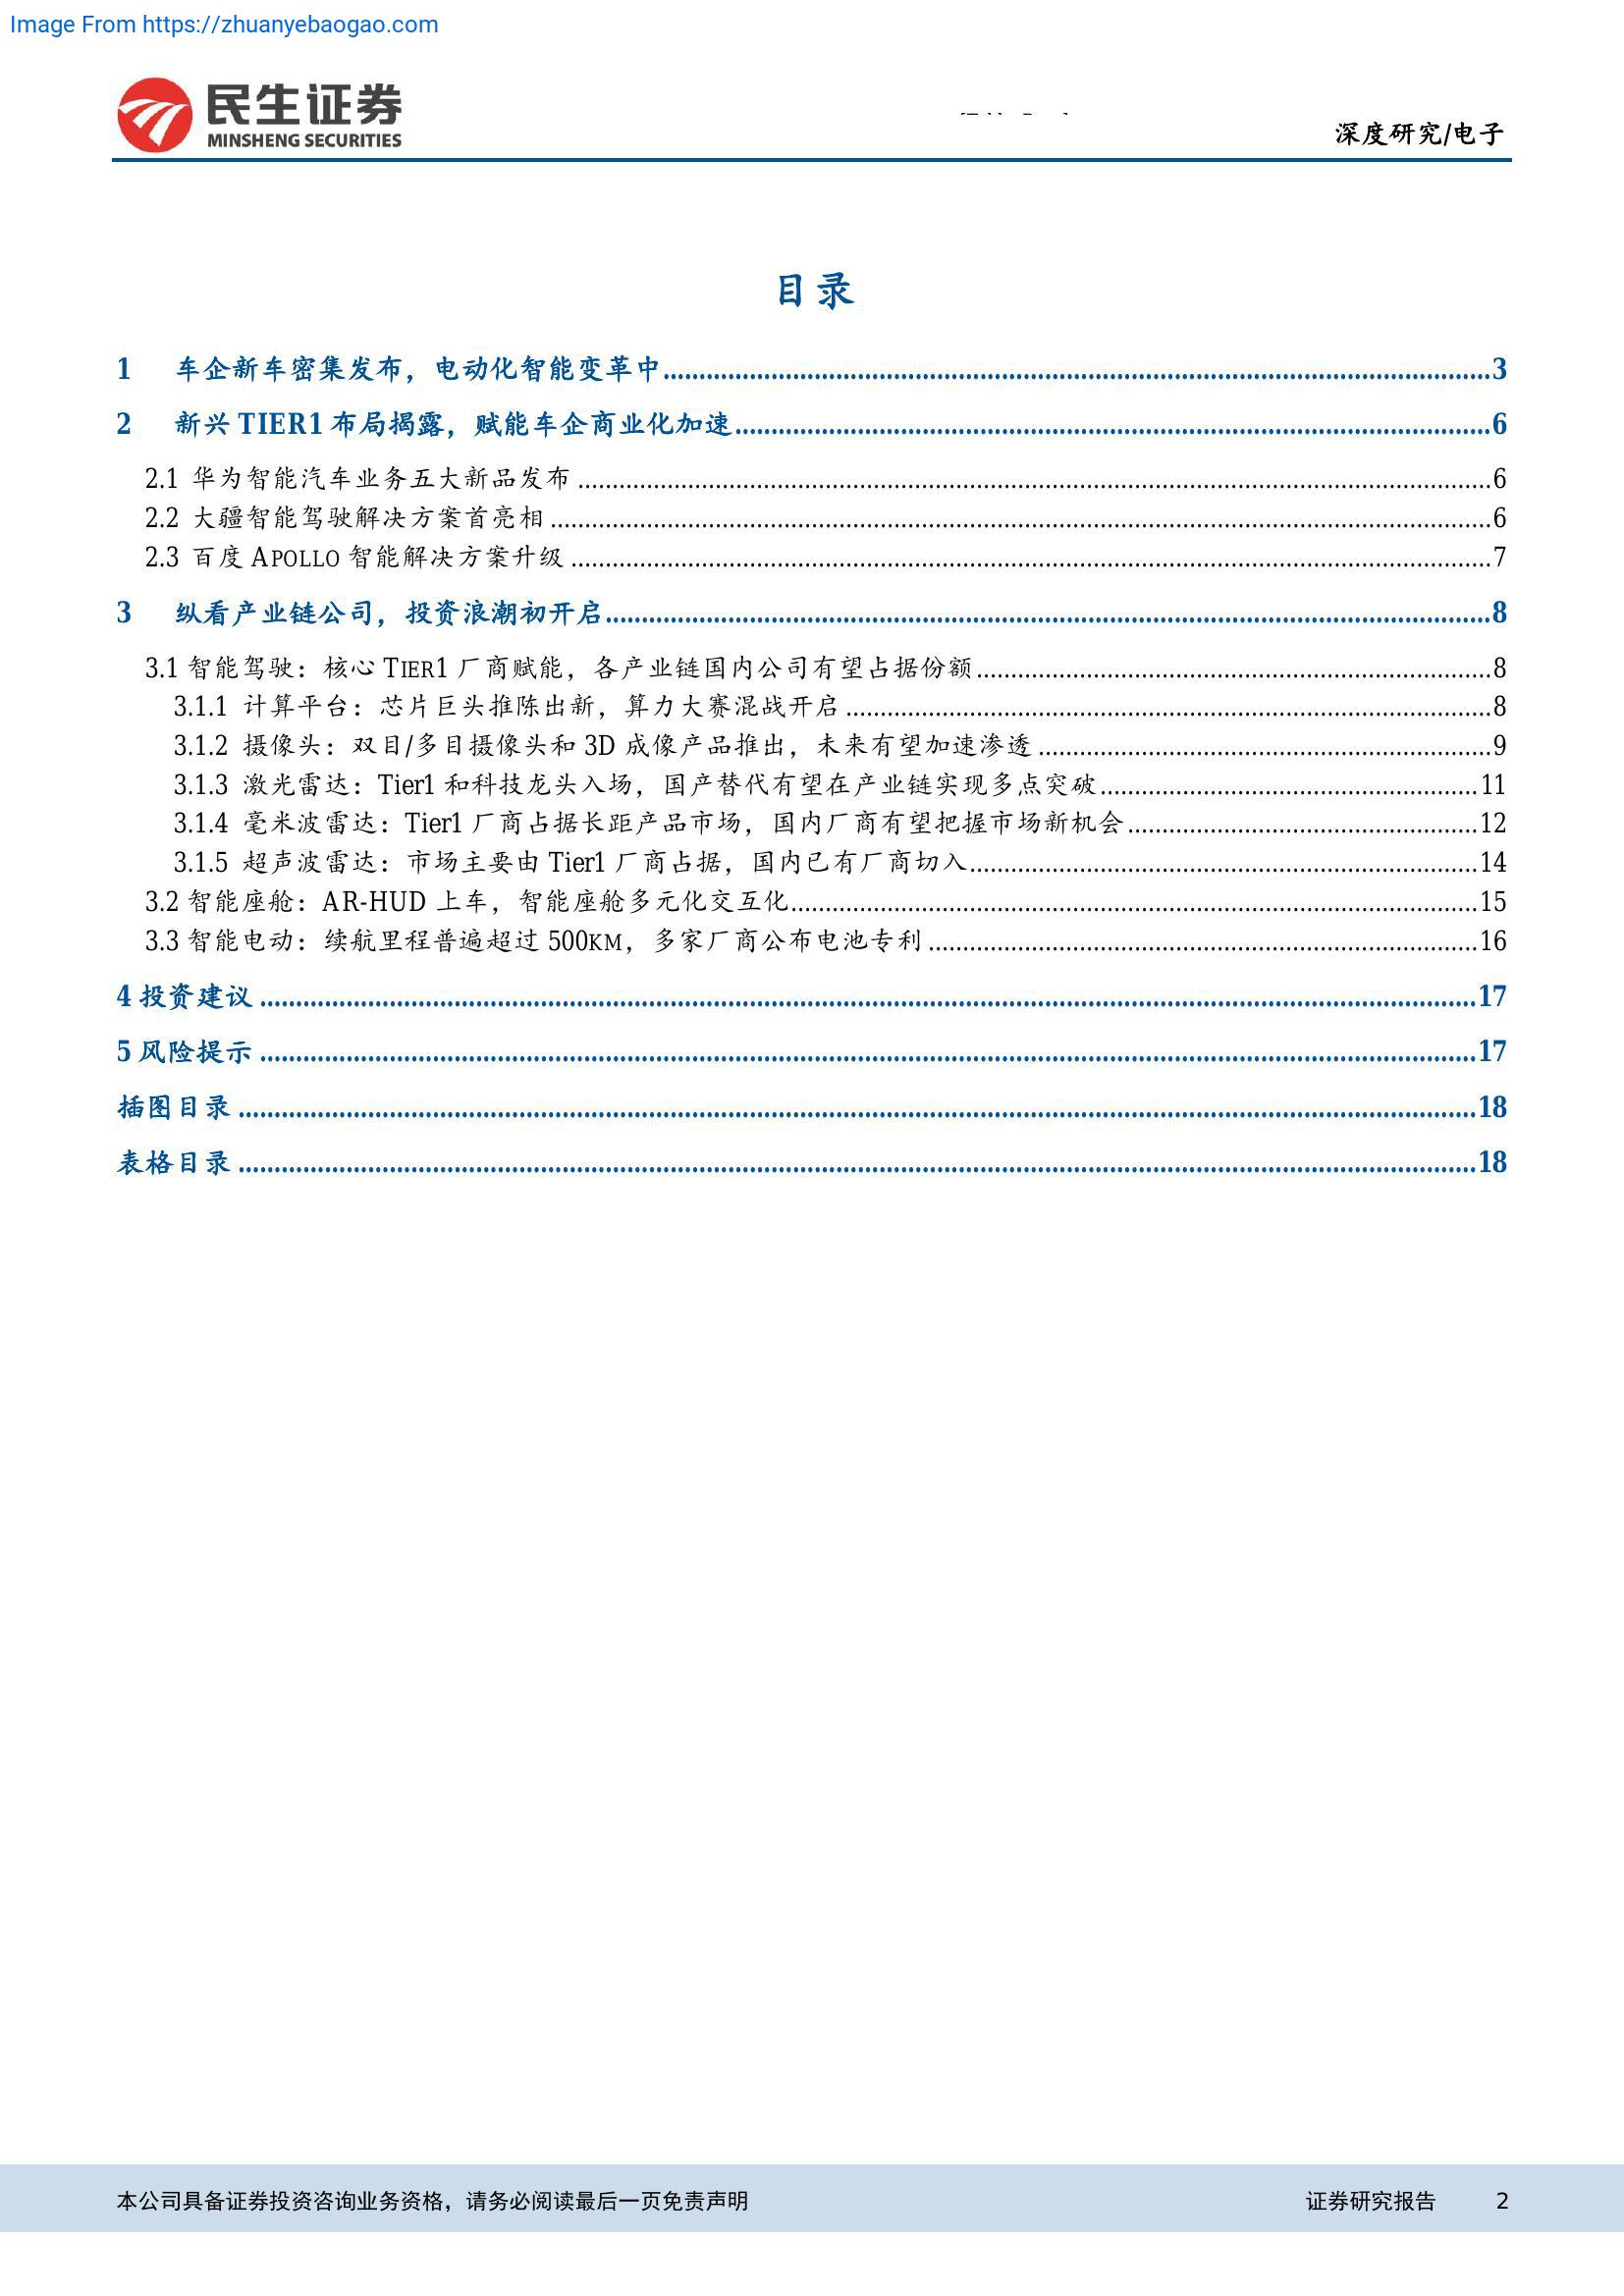 Image From https://zhuanyebaogao.com
民生证券
MINSHENG SECURITIES
深度研究/电子
目录
1 车企新车密集发布，电动化智能变革中........................3
2 新兴 TIER1 布局揭露，赋能车企商业化加速........................6
2.1 华为智能汽车业务五大新品发布........................6
2.2 大疆智能驾驶解决方案首亮相........................6
2.3 百度 APOLLO 智能解决方案升级........................7
3 纵看产业链公司，投资浪潮初开启........................8
3.1 智能驾驶：核心 TIER1 厂商赋能，各产业链国内公司有望占据份额........................8
3.1.1 计算平台：芯片巨头推陈出新，算力大赛混战开启........................8
3.1.2 摄像头：双目/多目摄像头和 3D 成像产品推出，未来有望加速渗透........................9
3.1.3 激光雷达：Tier1 和科技龙头入场，国产替代有望在产业链实现多点突破........................11
3.1.4 毫米波雷达：Tier1 厂商占据长距产品市场，国内厂商有望把握市场新机会........................12
3.1.5 超声波雷达：市场主要由 Tier1 厂商占据，国内已有厂商切入........................14
3.2 智能座舱：AR-HUD 上车，智能座舱多元化交互化........................15
3.3 智能电动：续航里程普遍超过 500KM，多家厂商公布电池专利........................16
4 投资建议........................17
5 风险提示........................17
插图目录........................18
表格目录........................18
本公司具备证券投资咨询业务资格，请务必阅读最后一页免责声明 证券研究报告 2